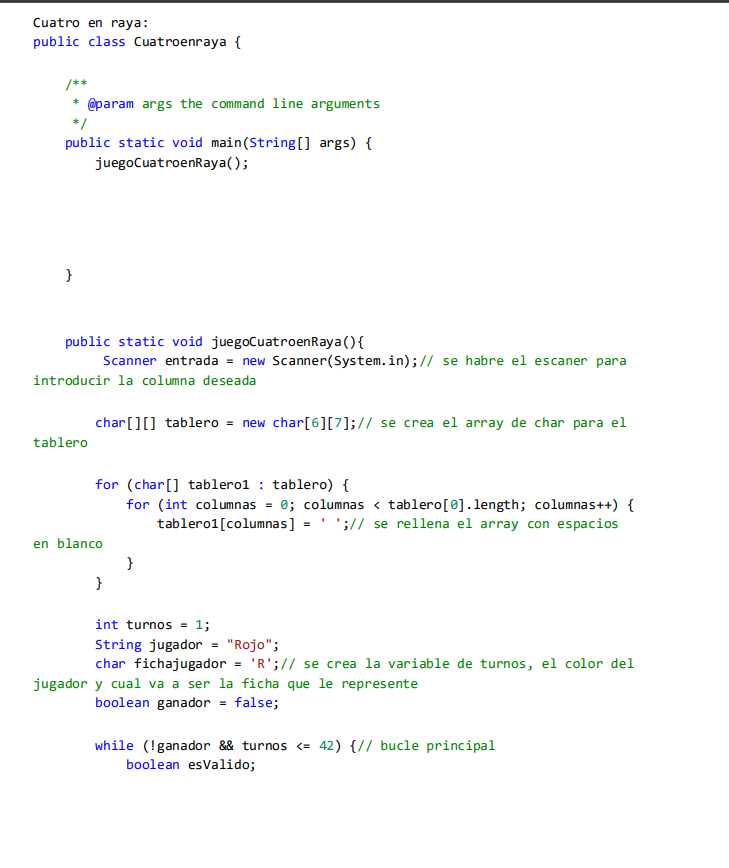 Cuatro en raya:
public class Cuatroenraya {
/**
* @param args the command line arguments
*/
public static void main(String[] args) {
juegoCuatroenRaya();
}
public static void juegoCuatroenRaya(){
Scanner entrada = new Scanner(System.in);// se habre el escaner para
introducir la columna deseada
char[][] tablero = new char[6][7];// se crea el array de char para el
tablero
for (char[] tablero1 : tablero) {
for (int columnas = 0; columnas < tablero[0].length; columnas++) {
tablero1[columnas] = ' ';// se rellena el array con espacios
en blanco
}
}
int turnos = 1;
String jugador = "Rojo";
char fichajugador = 'R';// se crea la variable de turnos, el color del
jugador y cual va a ser la ficha que le represente
boolean ganador = false;
while (!ganador && turnos <= 42) {// bucle principal
boolean esValido;